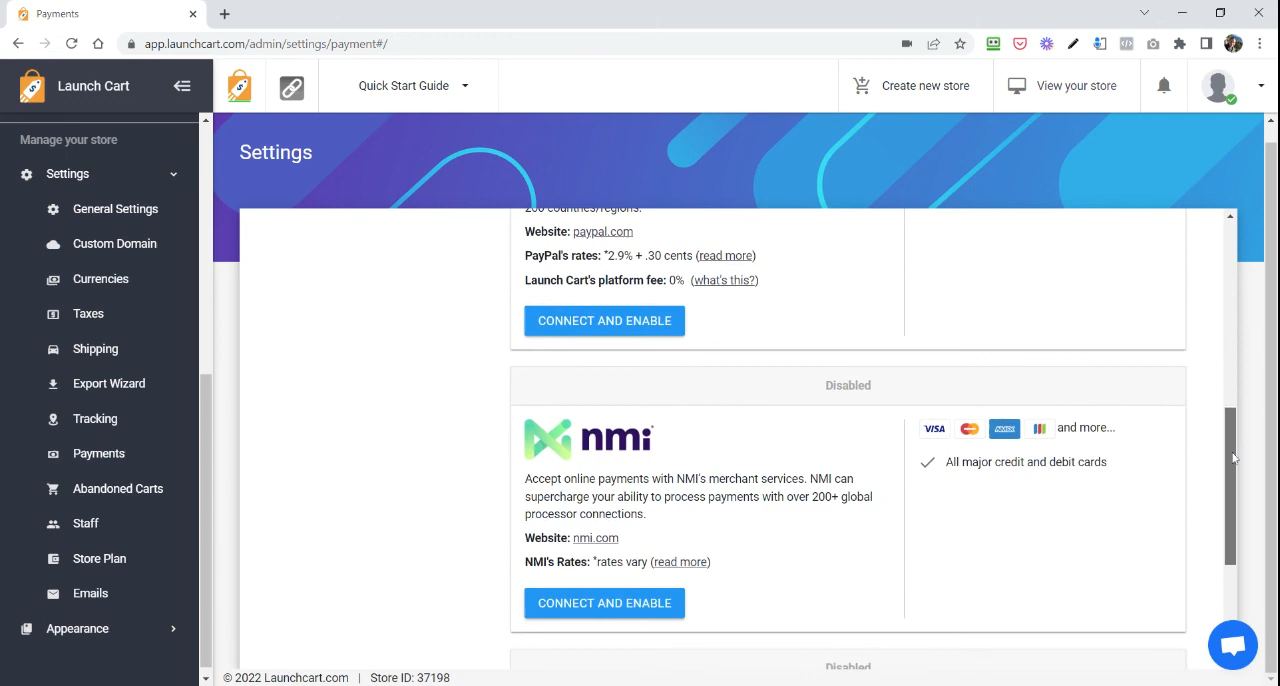 Payments
app.launchcart.com/admin/settings/payment#/
Launch Cart
Quick Start Guide
Create new store
View your store
Manage your store
Settings
General Settings
Custom Domain
Currencies
Taxes
Shipping
Export Wizard
Tracking
Payments
Abandoned Carts
Staff
Store Plan
Emails
Appearance
Settings
200 countries/regions.
Website: paypal.com
PayPal's rates: *2.9% + .30 cents (read more)
Launch Cart's platform fee: 0% (what's this?)
CONNECT AND ENABLE
Disabled
nmi
Accept online payments with NMI's merchant services. NMI can
supercharge your ability to process payments with over 200+ global
processor connections.
Website: nmi.com
NMI's Rates: *rates vary (read more)
CONNECT AND ENABLE
VISA AMEX and more...
All major credit and debit cards
Disabled
© 2022 Launchcart.com | Store ID: 37198